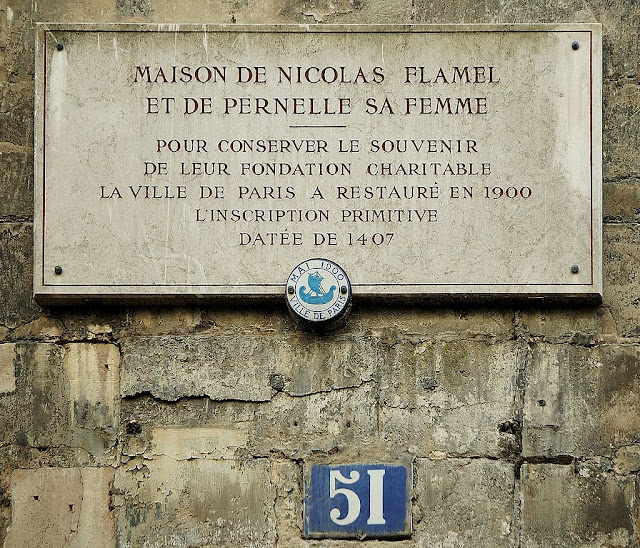 MAISON DE NICOLAS FLAMEL
ET DE PERNELLE SA FEMME
POUR CONSERVER LE SOUVENIR
DE LEUR FONDATION CHARITABLE
LA VILLE DE PARIS A RESTAURÉ EN 1900
L'INSCRIPTION PRIMITIVE
DATÉE DE 1407
MAI 1900
VILLE DE PARIS
51